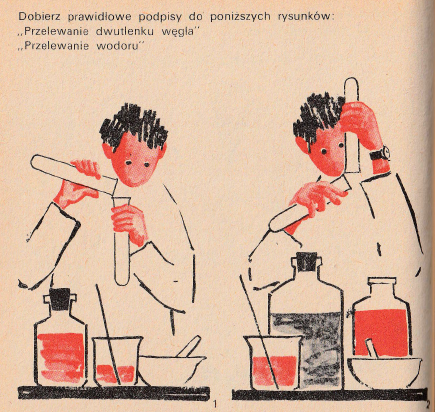 Dobierz prawidłowe podpisy do poniższych rysunków:
„Przelewanie dwutlenku węgla”
„Przelewanie wodoru”
1
2